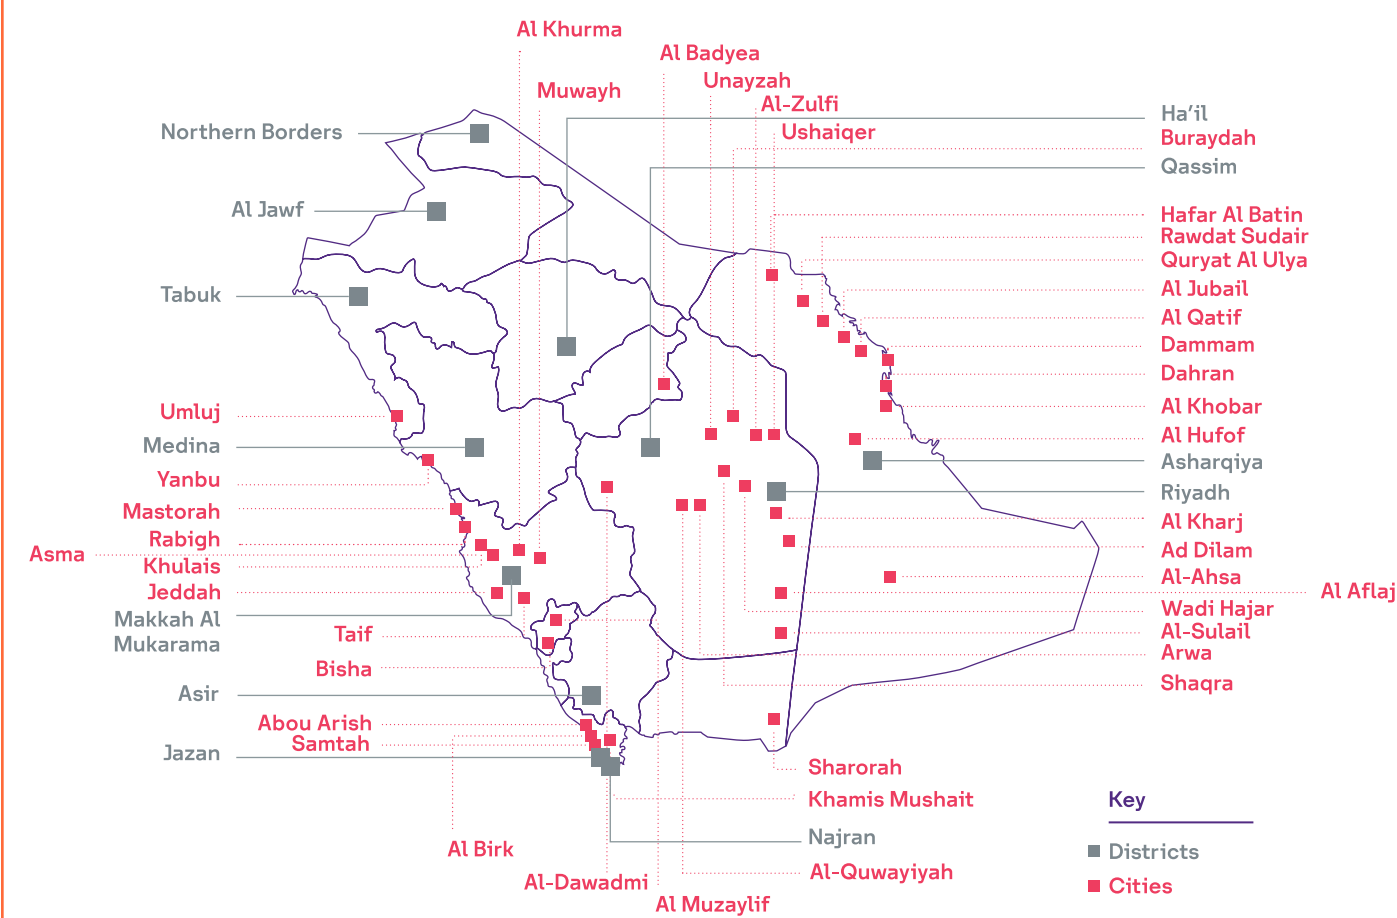 Al Khurma
Al Badyea
Unayzah
Muwayh
Al-Zulfi
Ushaiqer
Northern Borders
Al Jawf
Tabuk
Umluj
Medina
Yanbu
Mastorah
Rabigh
Asma
Khulais
Jeddah
Makkah Al
Mukarama
Taif
Bisha
Asir
Abou Arish
Samtah
Jazan
Al Birk
Al-Dawadmi
Al Muzaylif
Ha’il
Buraydah
Qassim
Hafar Al Batin
Rawdat Sudair
Quryat Al Ulya
Al Jubail
Al Qatif
Dammam
Dahran
Al Khobar
Al Hufof
Asharqiya
Riyadh
Al Kharj
Ad Dilam
Al-Ahsa
Al Aflaj
Wadi Hajar
Al-Sulail
Arwa
Shaqra
Sharorah
Khamis Mushait
Najran
Al-Quwayiyah
Key
Districts
Cities